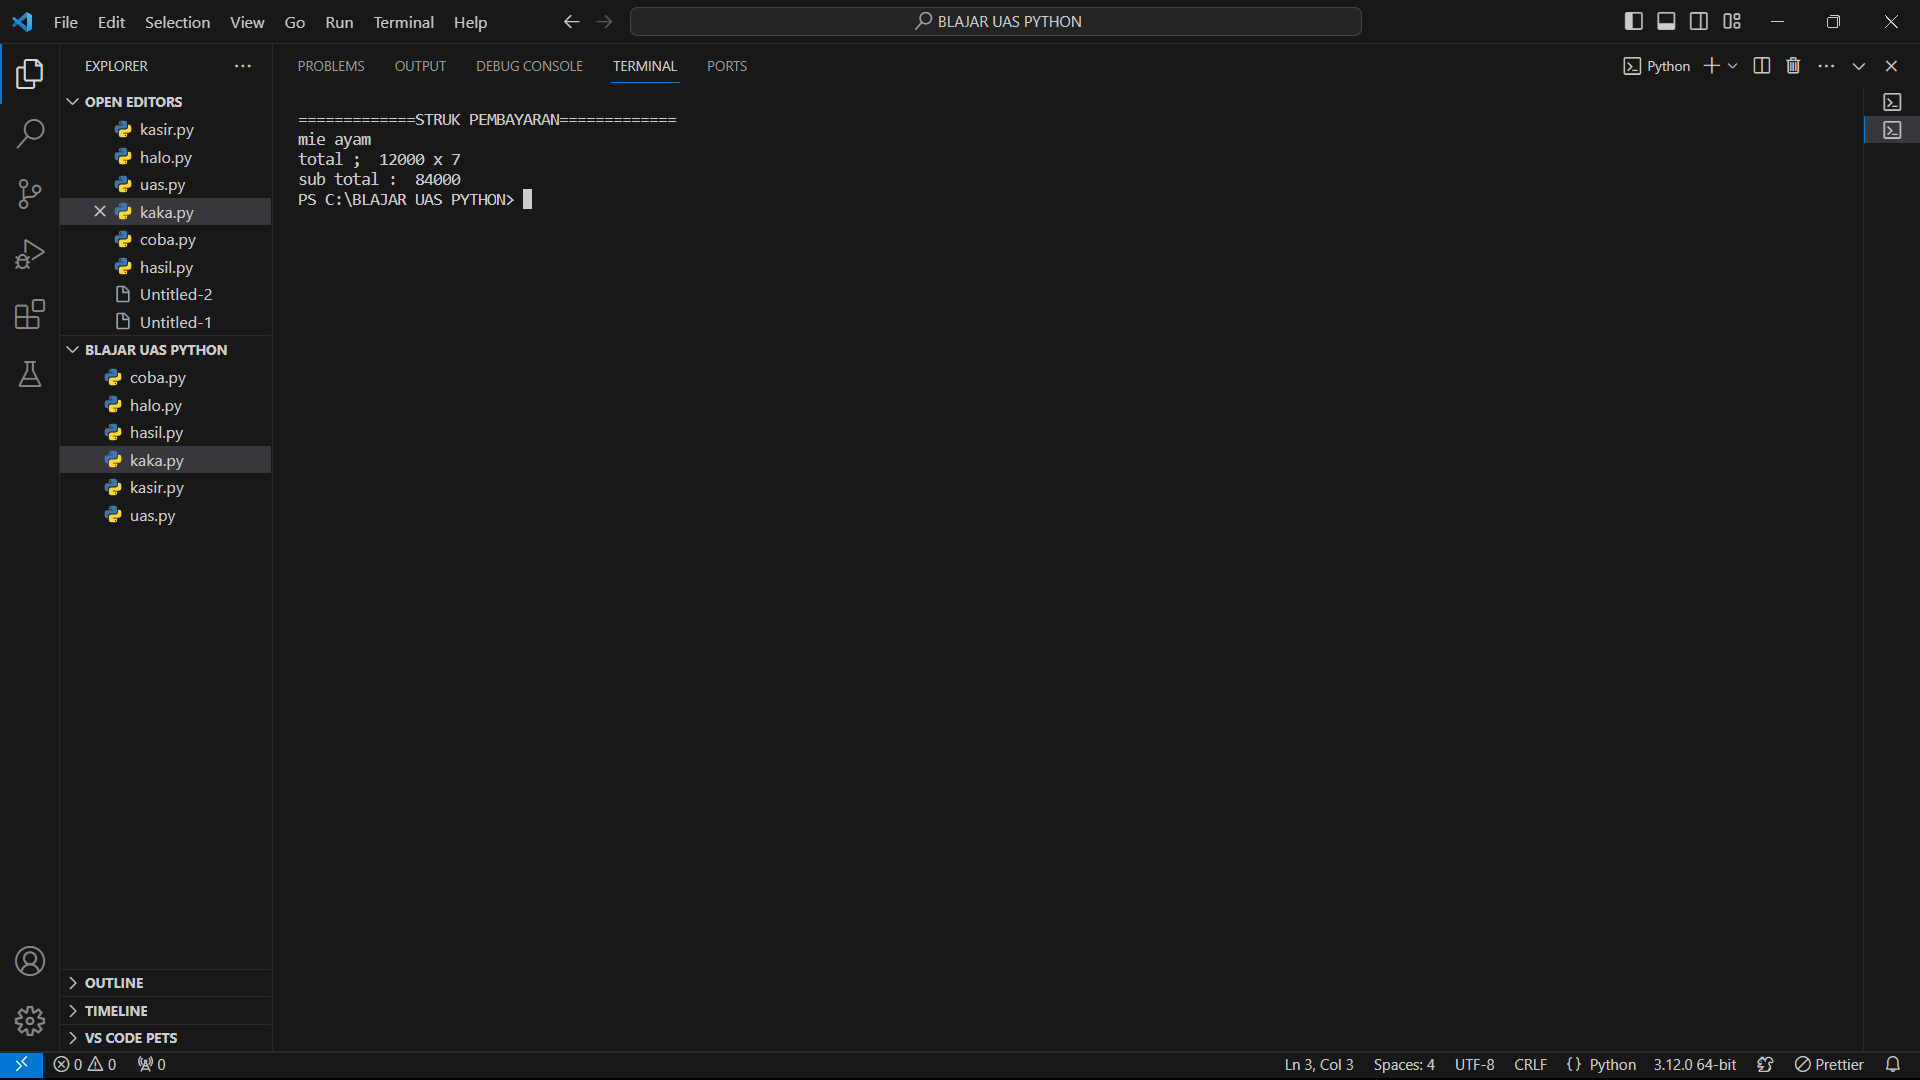 File Edit Selection View Go Run Terminal Help
BLAJAR UAS PYTHON
EXPLORER
OPEN EDITORS
kasir.py
halo.py
uas.py
kaka.py
coba.py
hasil.py
Untitled-2
Untitled-1
BLAJAR UAS PYTHON
coba.py
halo.py
hasil.py
kaka.py
kasir.py
uas.py
OUTLINE
TIMELINE
VS CODE PETS
PROBLEMS OUTPUT DEBUG CONSOLE TERMINAL PORTS
Python
=============STRUK PEMBAYARAN=============
mie ayam
total ;  12000 x 7
sub total :  84000
PS C:\BLAJAR UAS PYTHON>
0 0 0
Ln 3, Col 3 Spaces: 4 UTF-8 CRLF {} Python 3.12.0 64-bit Prettier